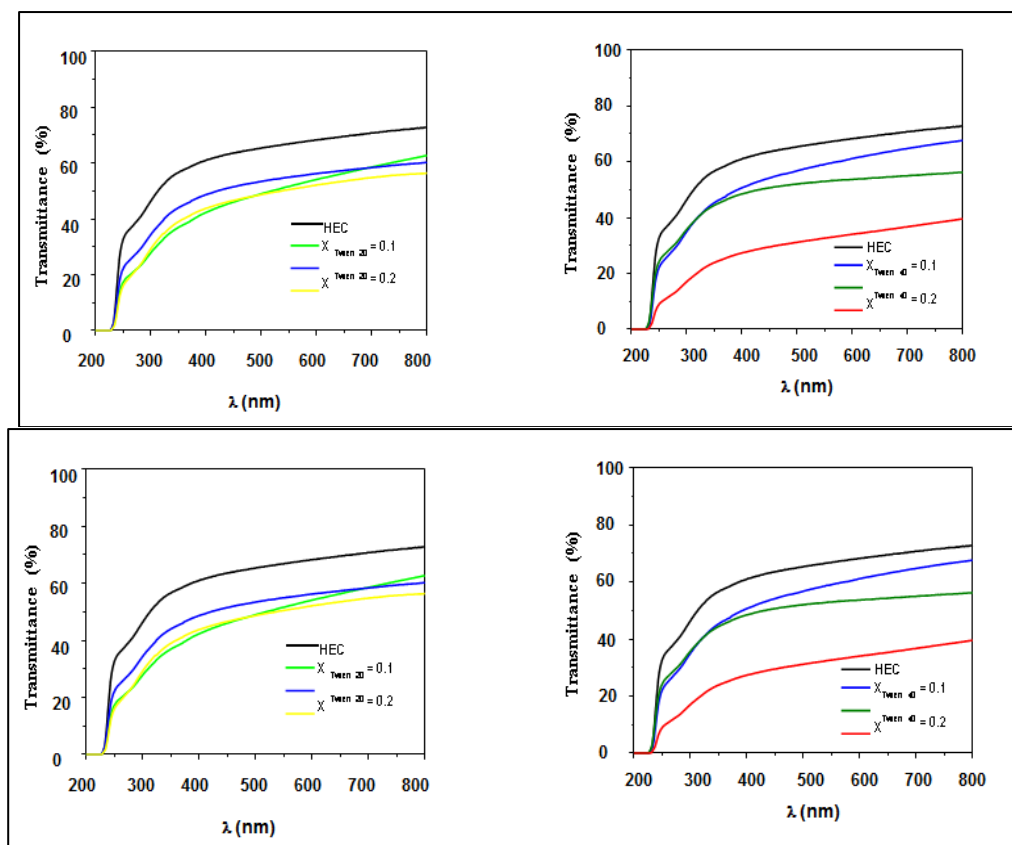 Transmittance (%)
100
80
60
40
20
0
HEC
X Tween 20 = 0.1
X Tween 20 = 0.2
200 300 400 500 600 700 800
λ (nm)
Transmittance (%)
100
80
60
40
20
0
HEC
X Tween 40 = 0.1
X Tween 40 = 0.2
200 300 400 500 600 700 800
λ (nm)
Transmittance (%)
100
80
60
40
20
0
HEC
X Tween 20 = 0.1
X Tween 20 = 0.2
200 300 400 500 600 700 800
λ (nm)
Transmittance (%)
100
80
60
40
20
0
HEC
X Tween 40 = 0.1
X Tween 40 = 0.2
200 300 400 500 600 700 800
λ (nm)